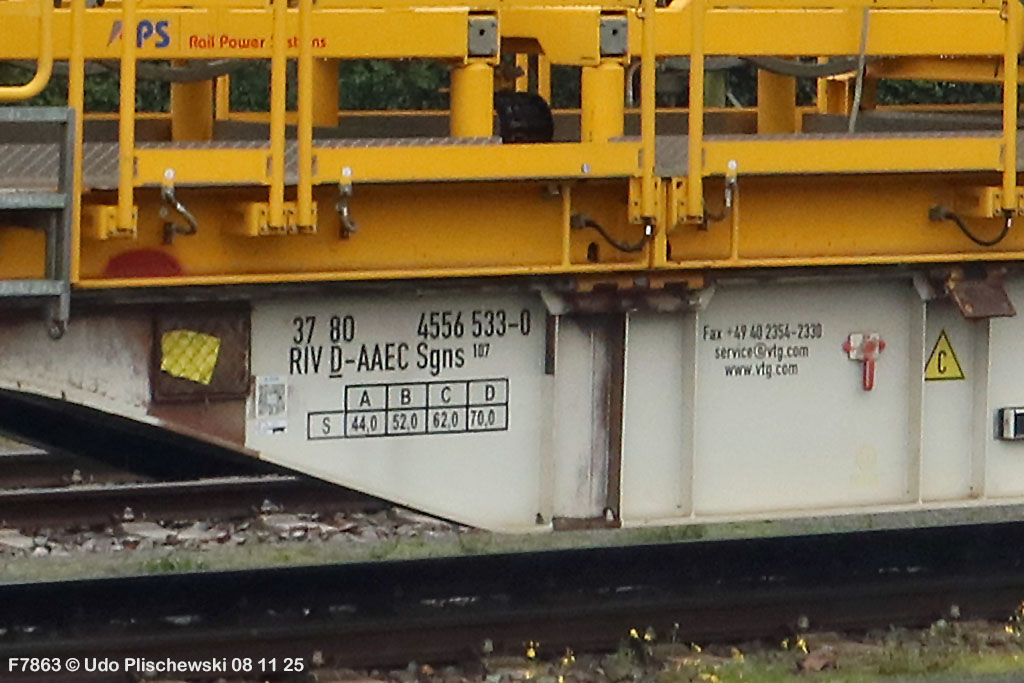 RPS Rail Power Systems
37 80 4556 533-0
RIV D-AAEC Sgns 107
A B C D
S 44,0 52,0 62,0 70,0
Fax +49 40 2354-2330
service@vtg.com
www.vtg.com
C
F7863 © Udo Plischewski 08 11 25